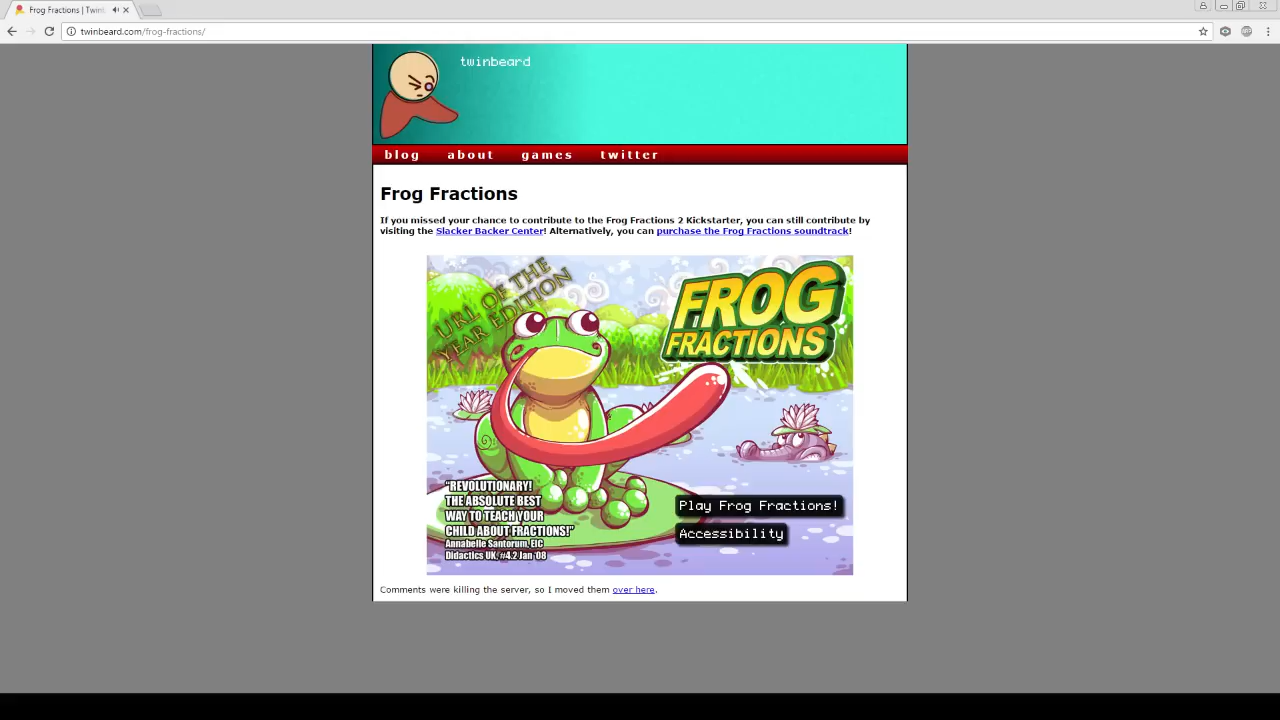 Frog Fractions | Twin
twinbeard.com/frog-fractions/
twinbeard
blog about games twitter
Frog Fractions
If you missed your chance to contribute to the Frog Fractions 2 Kickstarter, you can still contribute by
visiting the Slacker Backer Center! Alternatively, you can purchase the Frog Fractions soundtrack!
URL OF THE
YEAR EDITION
FROG
FRACTIONS
"REVOLUTIONARY!
THE ABSOLUTE BEST
WAY TO TEACH YOUR
CHILD ABOUT FRACTIONS!"
Annabelle Santorum, EIC
Didactics UK, #4.2 Jan '08
Play Frog Fractions!
Accessibility
Comments were killing the server, so I moved them over here.